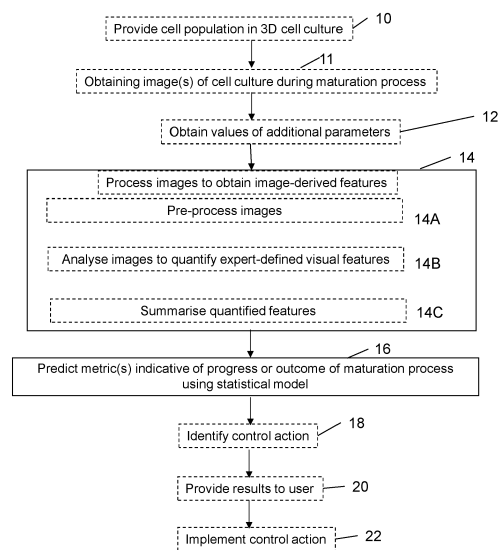 10
Provide cell population in 3D cell culture
11
Obtaining image(s) of cell culture during maturation process
12
Obtain values of additional parameters
14
Process images to obtain image-derived features
Pre-process images
14A
Analyse images to quantify expert-defined visual features
14B
Summarise quantified features
14C
16
Predict metric(s) indicative of progress or outcome of maturation process
using statistical model
18
Identify control action
Provide results to user
20
Implement control action
22